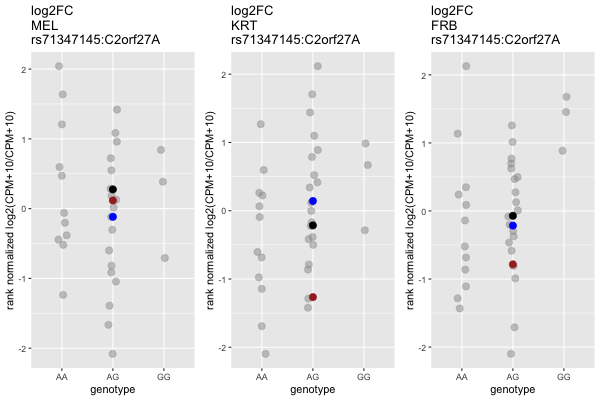 log2FC
MEL
rs71347145:C2orf27A
rank normalized log2(CPM+10/CPM+10)
2
1
0
-1
-2
AA AG GG
genotype
log2FC
KRT
rs71347145:C2orf27A
rank normalized log2(CPM+10/CPM+10)
2
1
0
-1
-2
AA AG GG
genotype
log2FC
FRB
rs71347145:C2orf27A
rank normalized log2(CPM+10/CPM+10)
2
1
0
-1
-2
AA AG GG
genotype